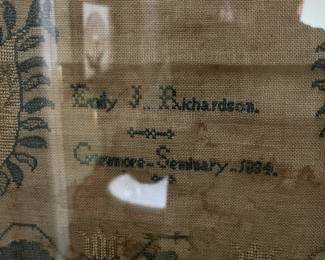 Emily J. Richardson.
Seminary 1834.